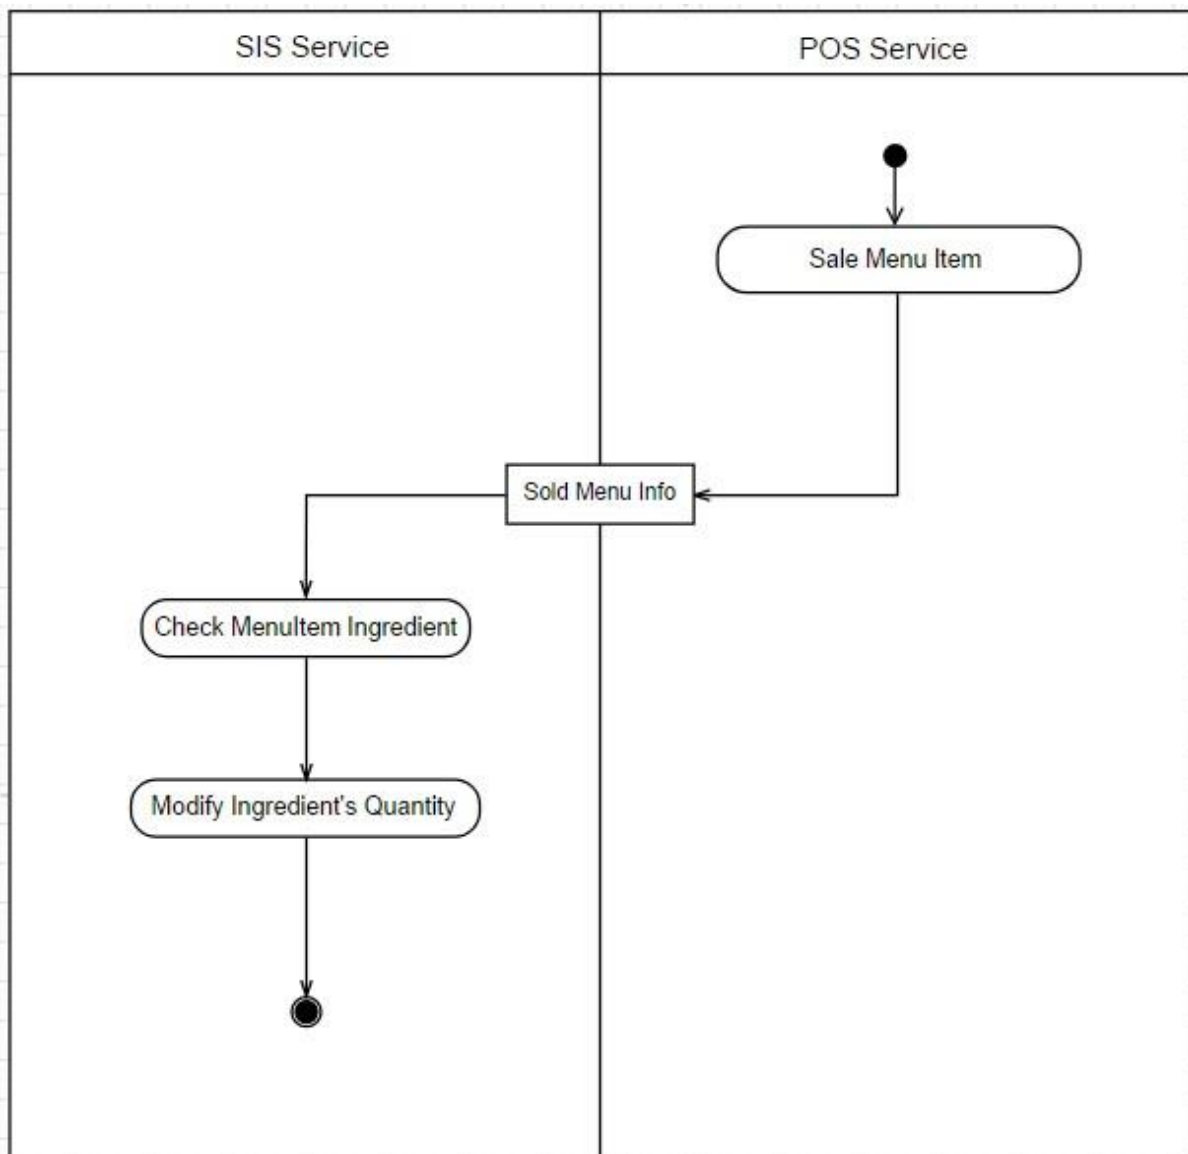 SIS Service
POS Service
Sale Menu Item
Sold Menu Info
Check MenuItem Ingredient
Modify Ingredient's Quantity